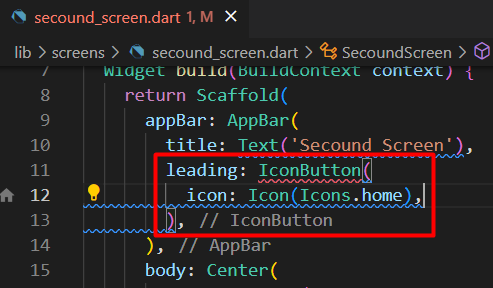 secound_screen.dart 1, M
lib > screens > secound_screen.dart > SecoundScreen >
7 Widget build(BuildContext context) {
8 return Scaffold(
9 appBar: AppBar(
10 title: Text('Secound Screen'),
11 leading: IconButton(
12 icon: Icon(Icons.home),
13 ), // IconButton
14 ), // AppBar
15 body: Center(